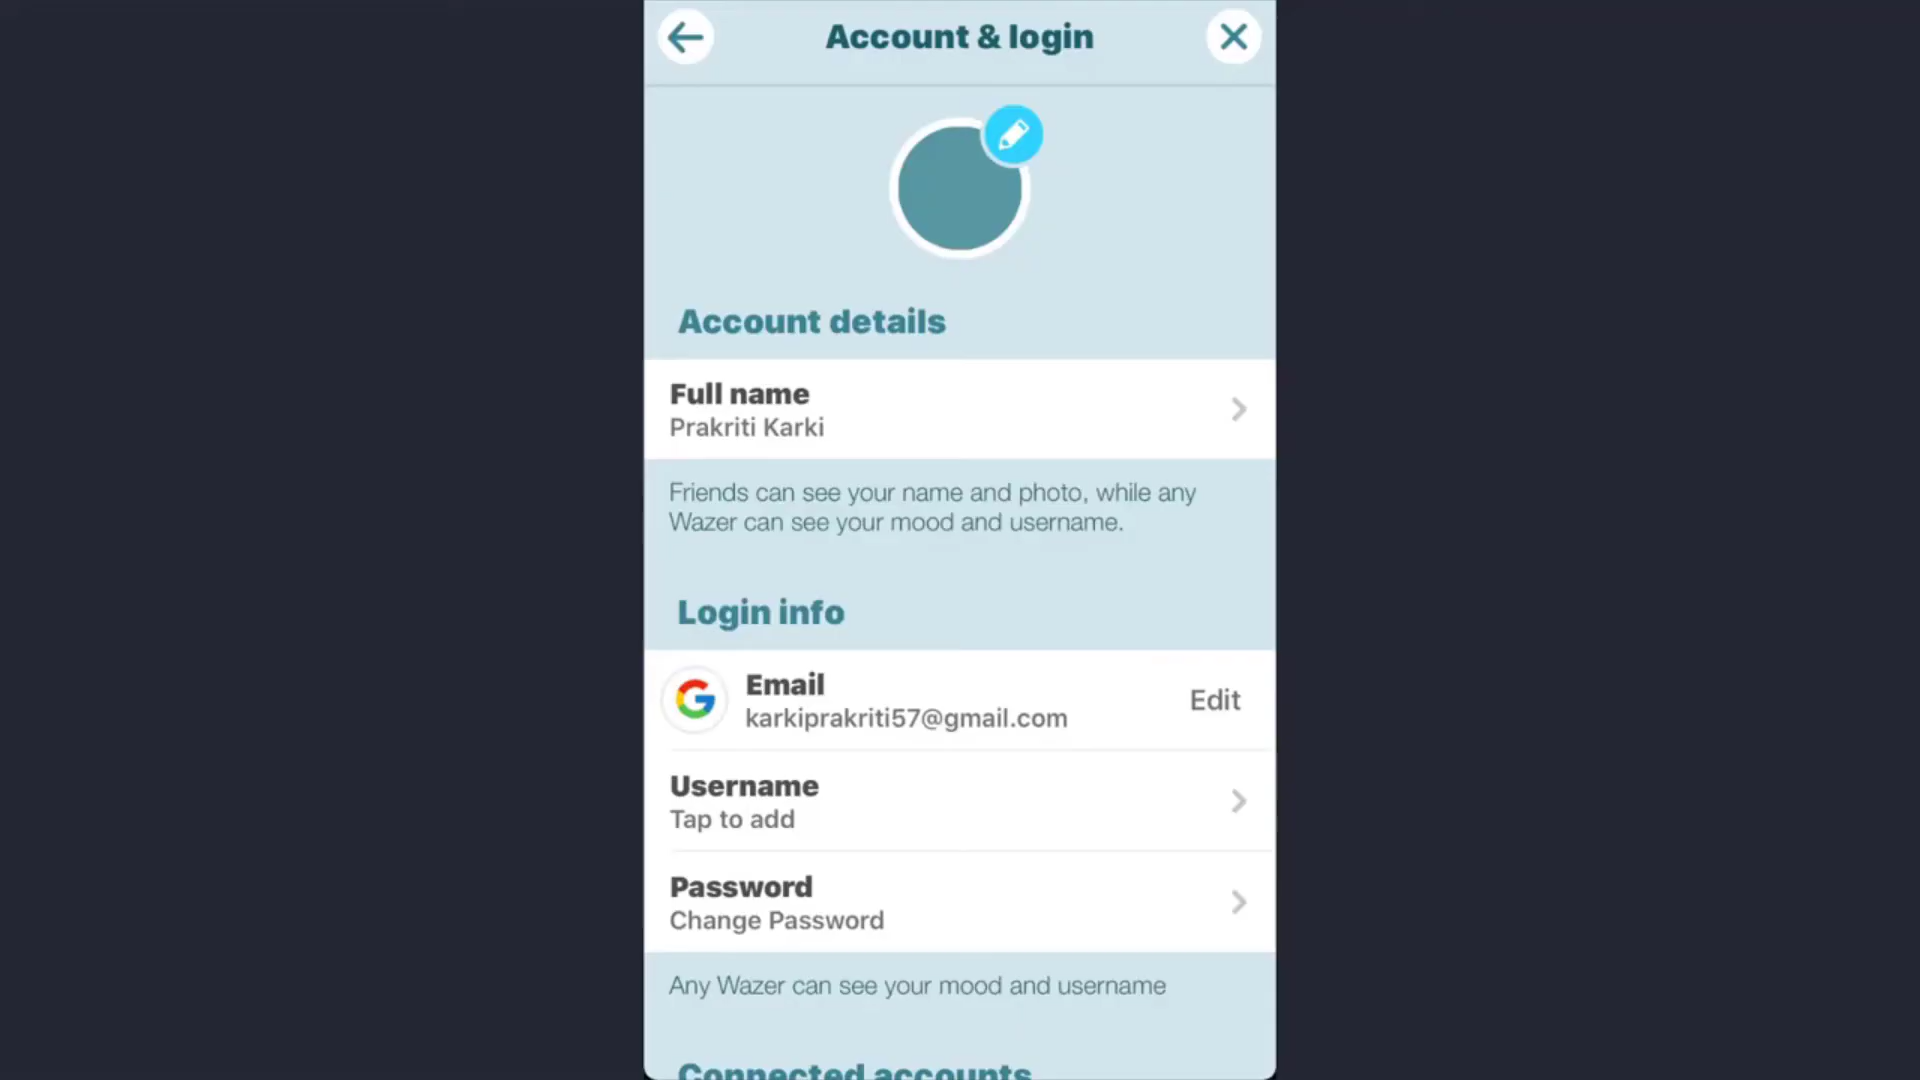 Account & login
Account details
Full name
Prakriti Karki
Friends can see your name and photo, while any
Wazer can see your mood and username.
Login info
Email
karkiprakriti57@gmail.com
Edit
Username
Tap to add
Password
Change Password
Any Wazer can see your mood and username
Connected accounts